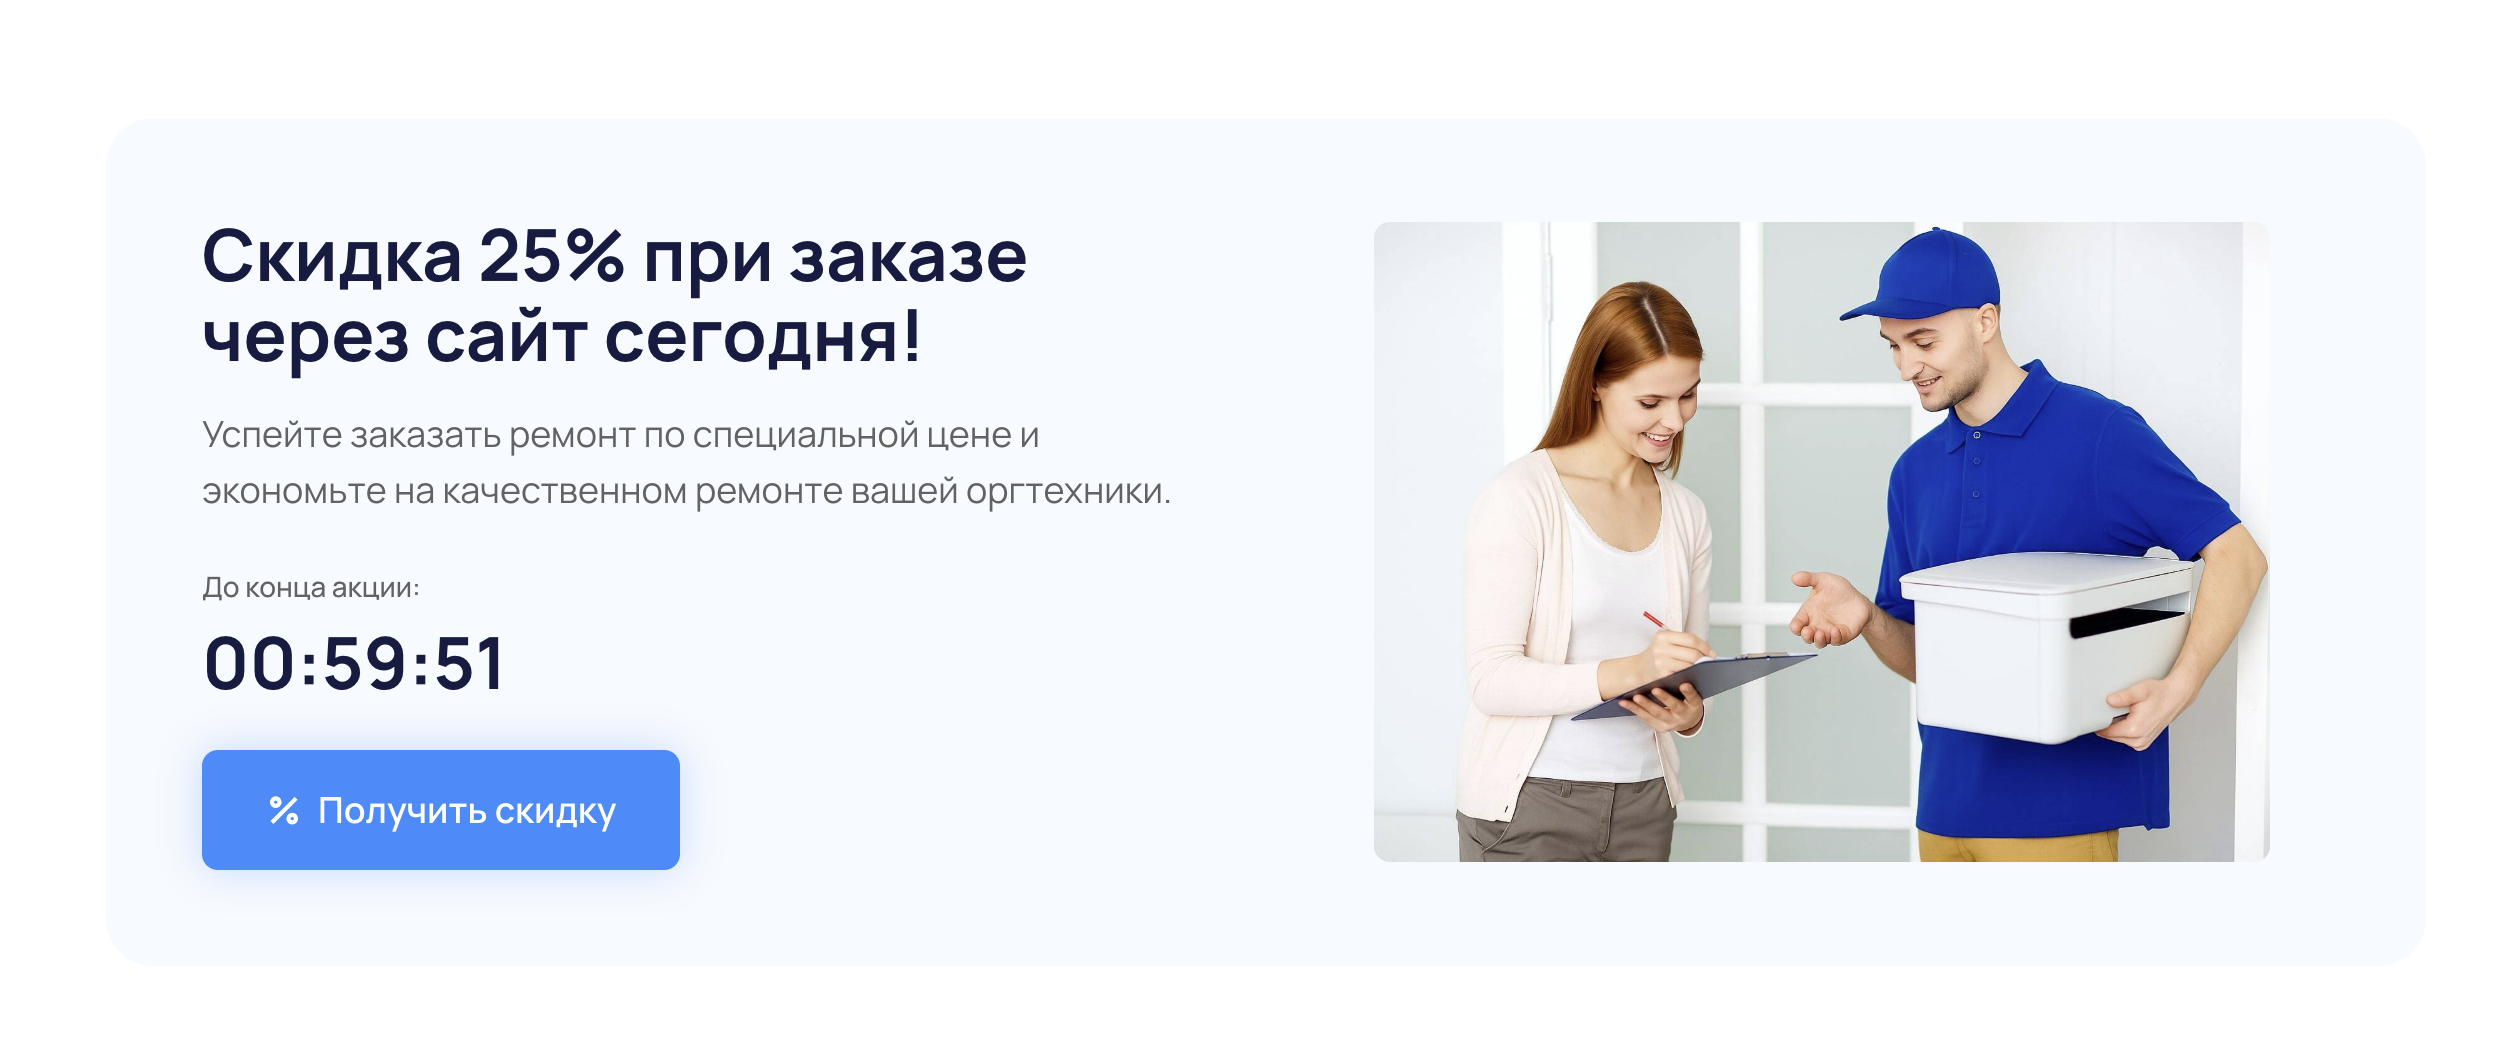 Скидка 25% при заказе
через сайт сегодня!
Успейте заказать ремонт по специальной цене и
экономьте на качественном ремонте вашей оргтехники.
До конца акции:
00:59:51
% Получить скидку